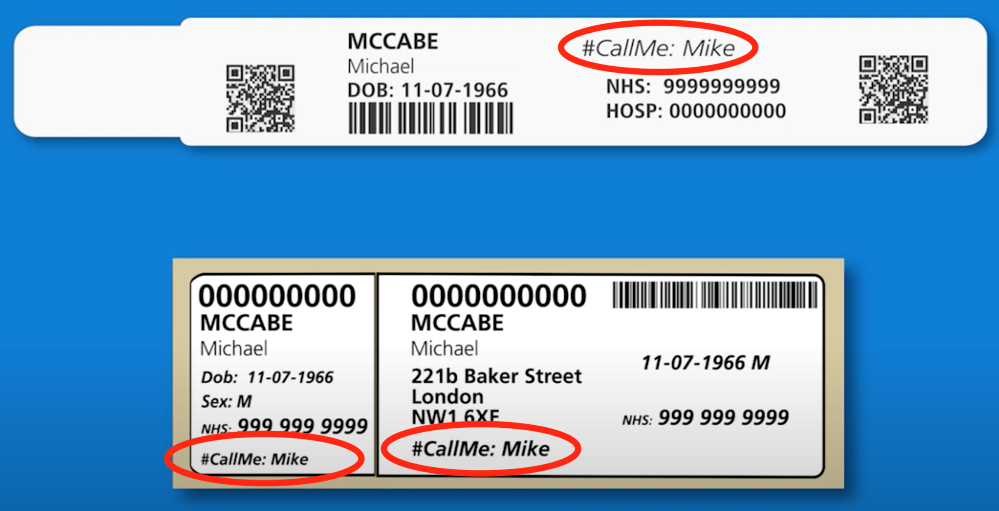 MCCABE
Michael
DOB: 11-07-1966
#CallMe: Mike
NHS: 9999999999
HOSP: 0000000000
000000000
MCCABE
Michael
Dob: 11-07-1966
Sex: M
NHS: 999 999 9999
#CallMe: Mike
0000000000
MCCABE
Michael
221b Baker Street
London
NW1 6XE
#CallMe: Mike
11-07-1966 M
NHS: 999 999 9999